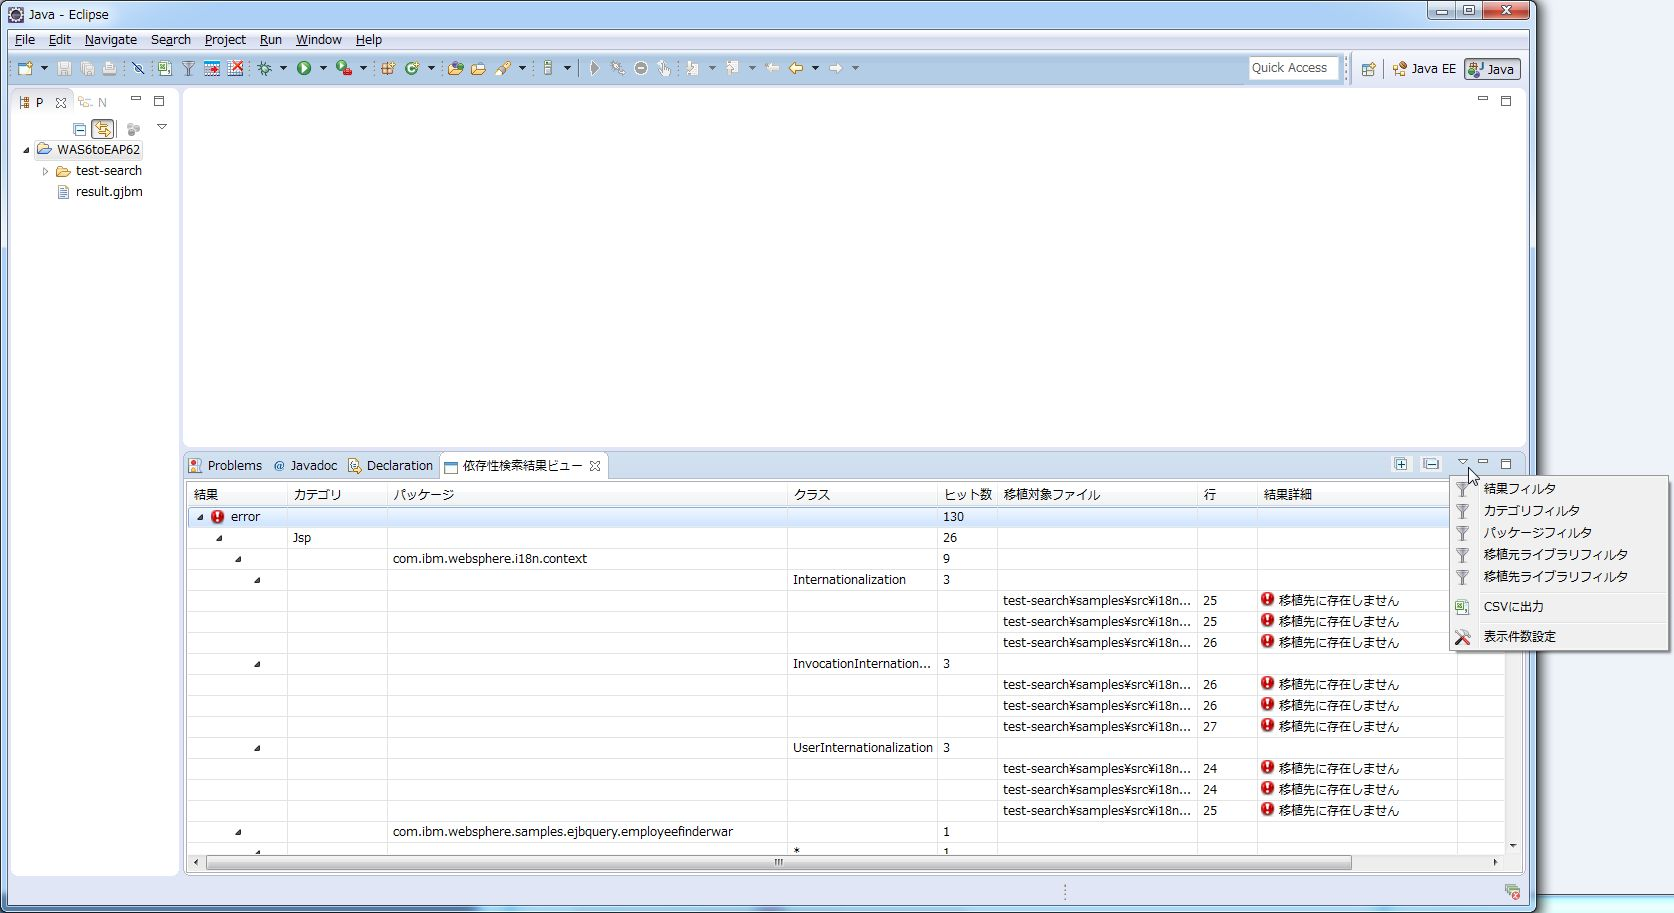 Java - Eclipse
File Edit Navigate Search Project Run Window Help
Quick Access
Java EE
Java
P
N
WAS6toEAP62
test-search
result.gjbm
Problems @ Javadoc Declaration 依存性検索結果ビュー
結果 カテゴリ パッケージ クラス ヒット数 移植対象ファイル 行 結果詳細
error 130
Jsp 26
com.ibm.websphere.i18n.context 9
Internationalization 3
test-search¥samples¥src¥i18n... 25 移植先に存在しません
test-search¥samples¥src¥i18n... 25 移植先に存在しません
test-search¥samples¥src¥i18n... 26 移植先に存在しません
InvocationInternation... 3
test-search¥samples¥src¥i18n... 26 移植先に存在しません
test-search¥samples¥src¥i18n... 26 移植先に存在しません
test-search¥samples¥src¥i18n... 27 移植先に存在しません
UserInternationalization 3
test-search¥samples¥src¥i18n... 24 移植先に存在しません
test-search¥samples¥src¥i18n... 24 移植先に存在しません
test-search¥samples¥src¥i18n... 25 移植先に存在しません
com.ibm.websphere.samples.ejbquery.employeefinderwar 1
* 1
結果フィルタ
カテゴリフィルタ
パッケージフィルタ
移植元ライブラリフィルタ
移植先ライブラリフィルタ
CSVに出力
表示件数設定